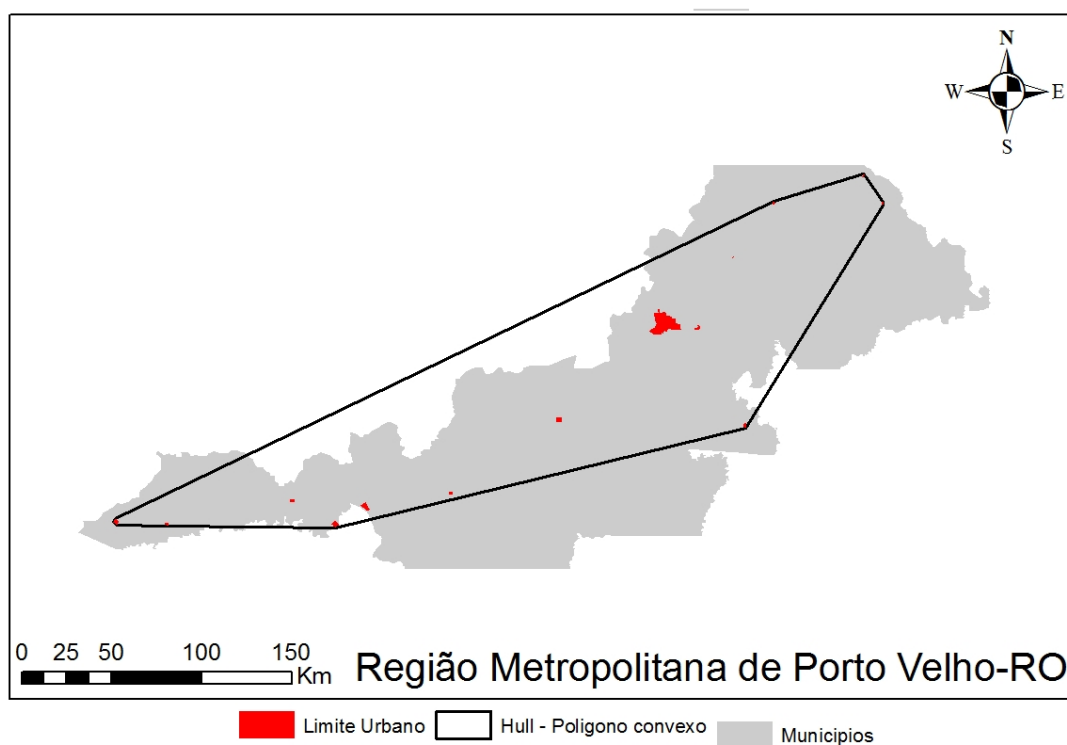 N
W E
S
0 25 50 100 150
Km
Região Metropolitana de Porto Velho-RO
Limite Urbano Hull - Poligono convexo Municipios